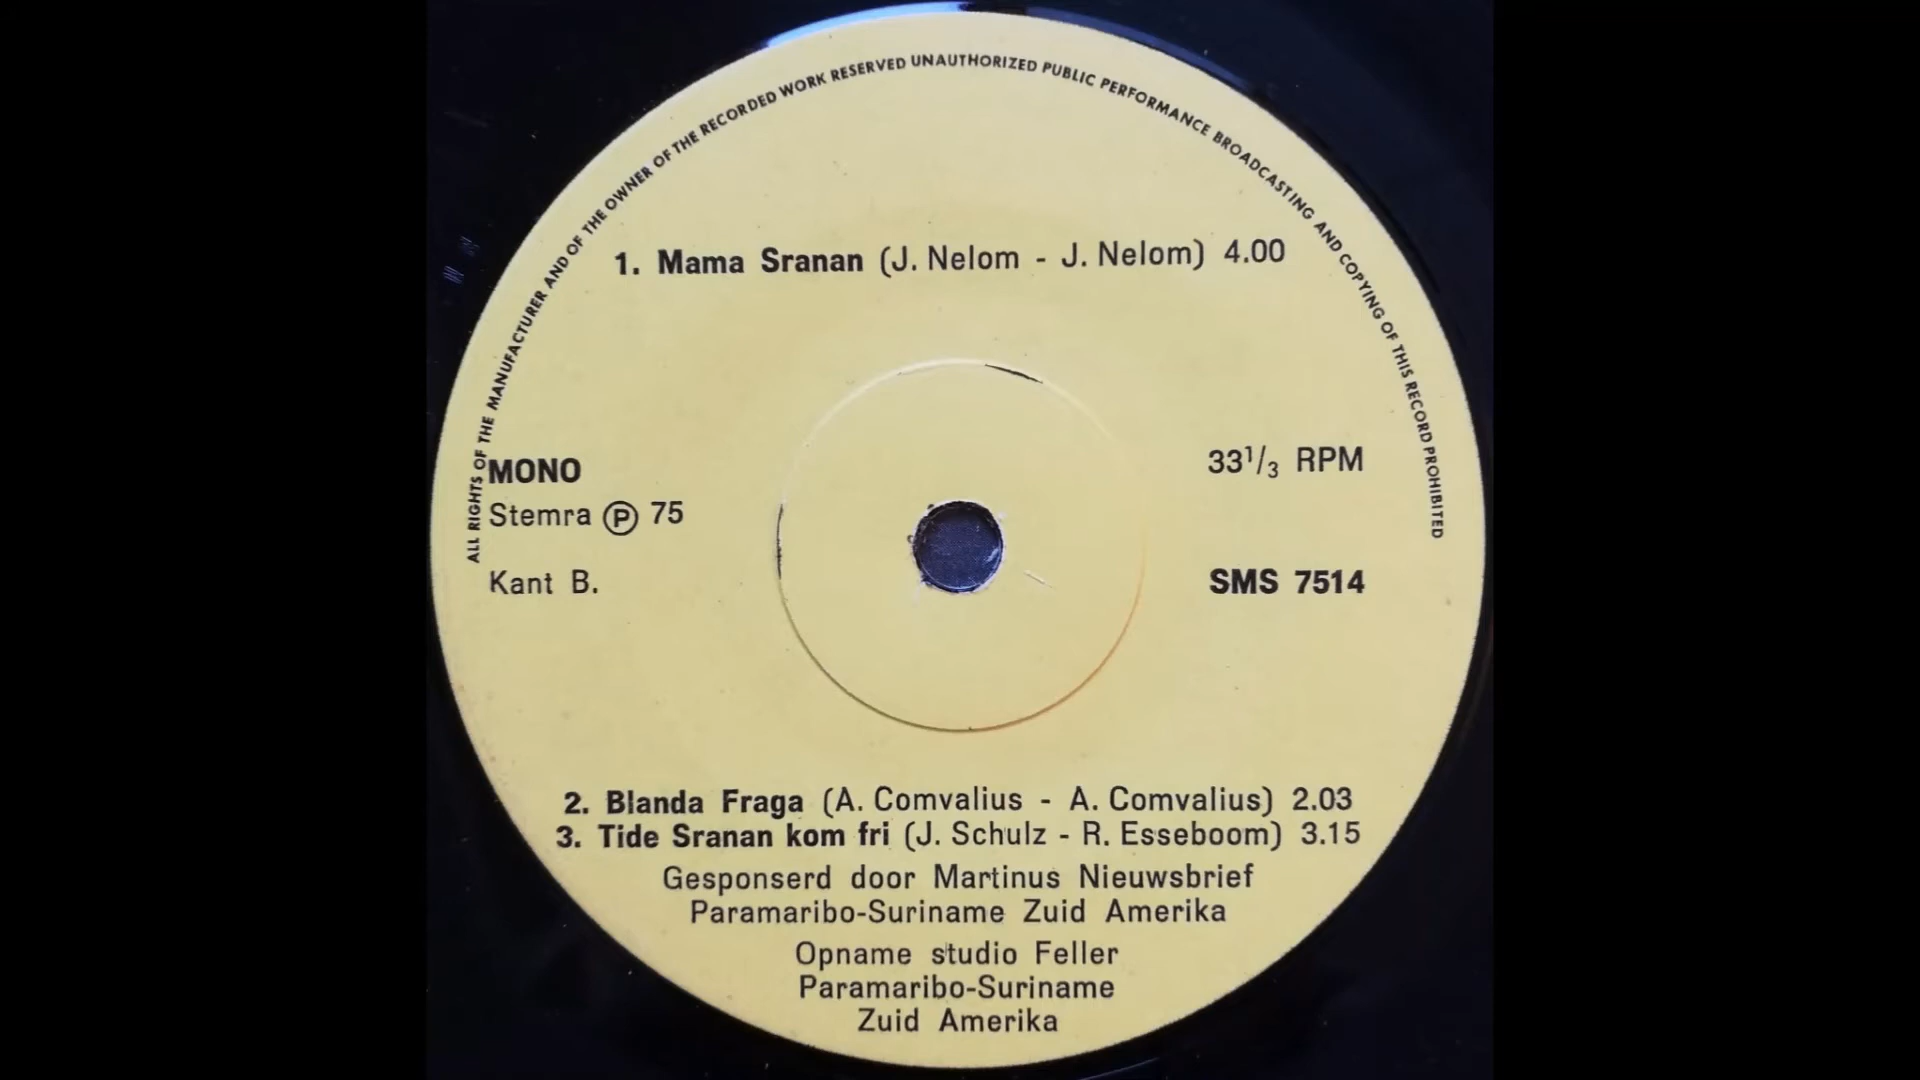 ALL RIGHTS OF THE MANUFACTURER AND OF THE OWNER OF THE RECORDED WORK RESERVED UNAUTHORIZED PUBLIC PERFORMANCE BROADCASTING AND COPYING OF THIS RECORD PROHIBITED
1. Mama Sranan (J. Nelom - J. Nelom) 4.00
MONO
33¹/₃ RPM
Stemra Ⓟ 75
Kant B.
SMS 7514
2. Blanda Fraga (A. Comvalius - A. Comvalius) 2.03
3. Tide Sranan kom fri (J. Schulz - R. Esseboom) 3.15
Gesponserd door Martinus Nieuwsbrief
Paramaribo-Suriname Zuid Amerika
Opname studio Feller
Paramaribo-Suriname
Zuid Amerika